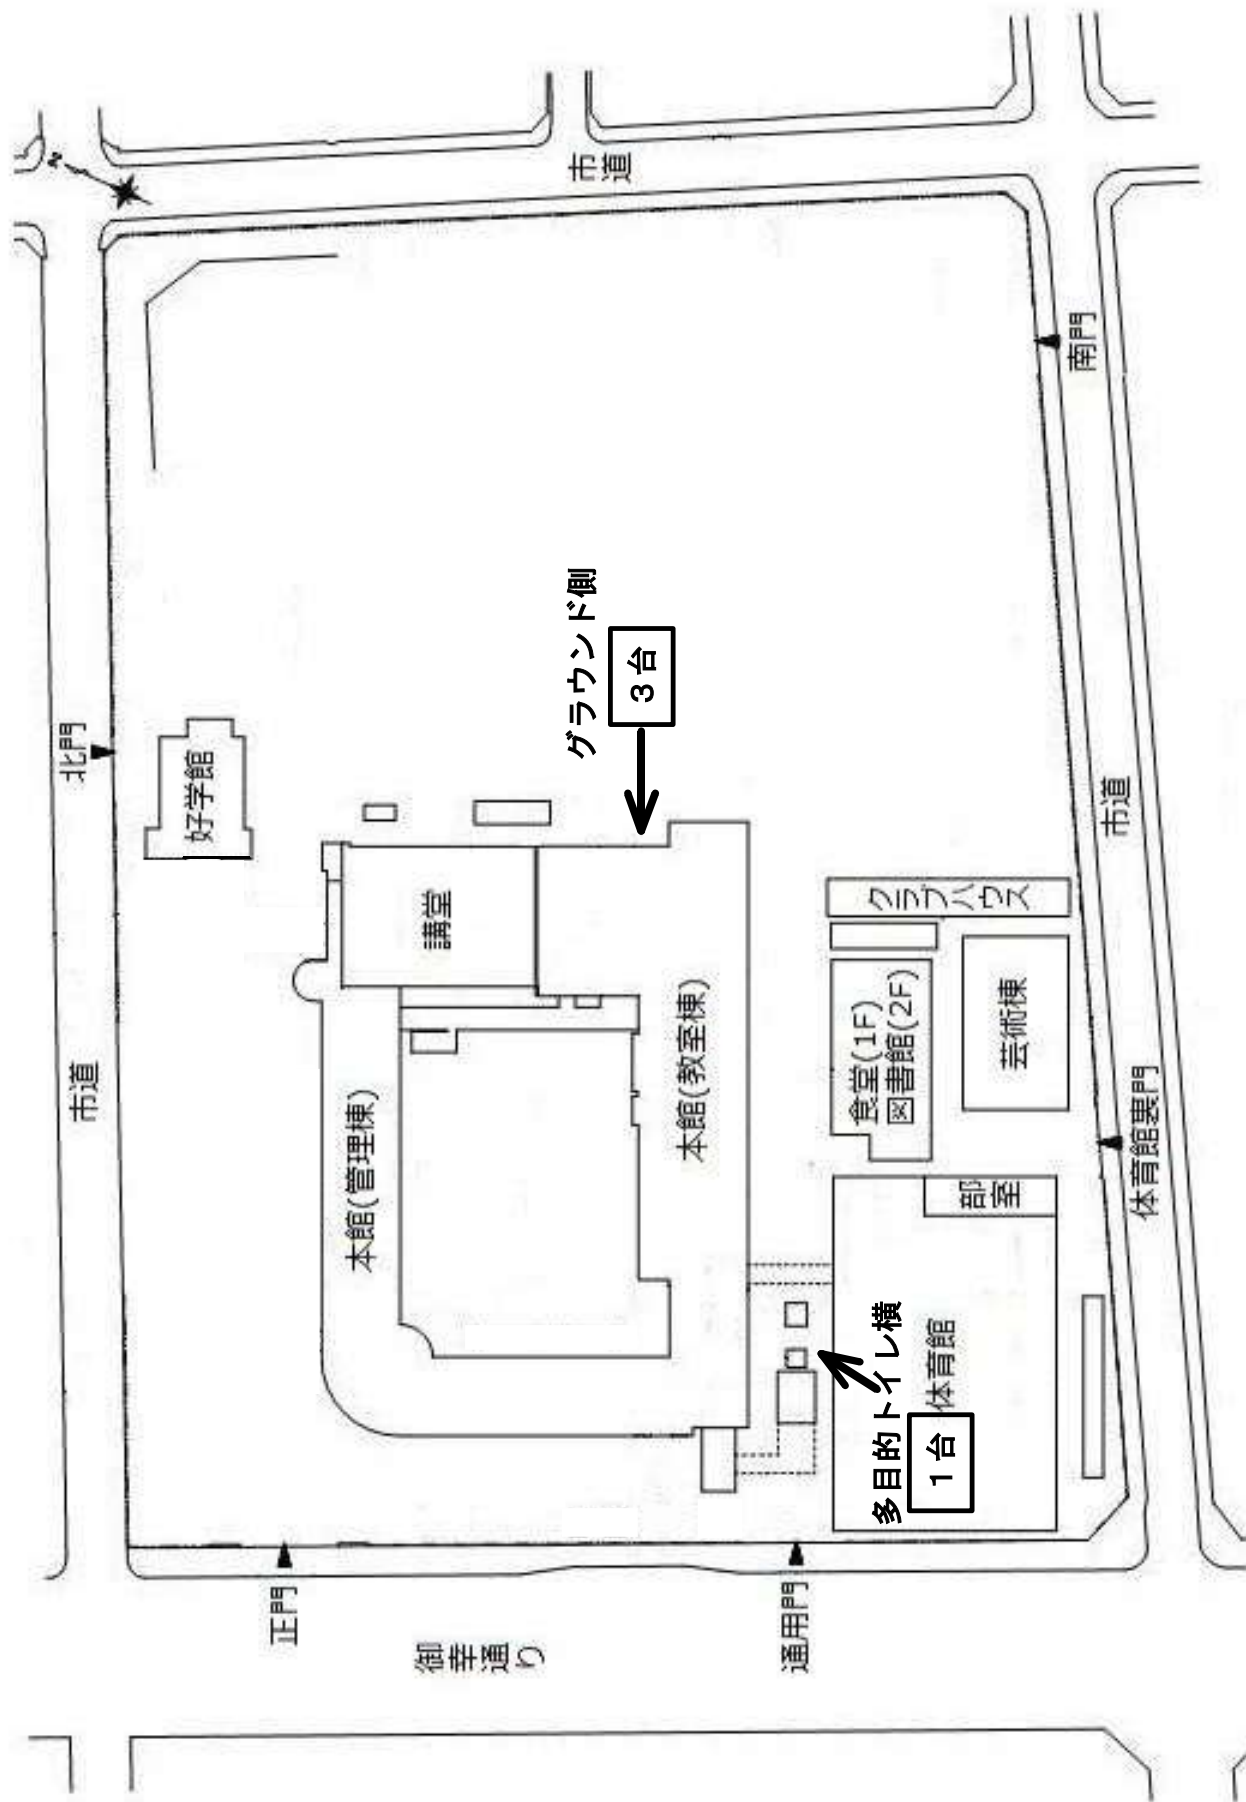 市道
北門
市道
好学館
講堂
本館(管理棟)
本館(教室棟)
グラウンド側
3台
クラブハウス
食堂(1F)
図書館(2F)
芸術棟
部室
体育館
多目的トイレ横
1台
南門
市道
体育館裏門
正門
御幸通り
通用門
N